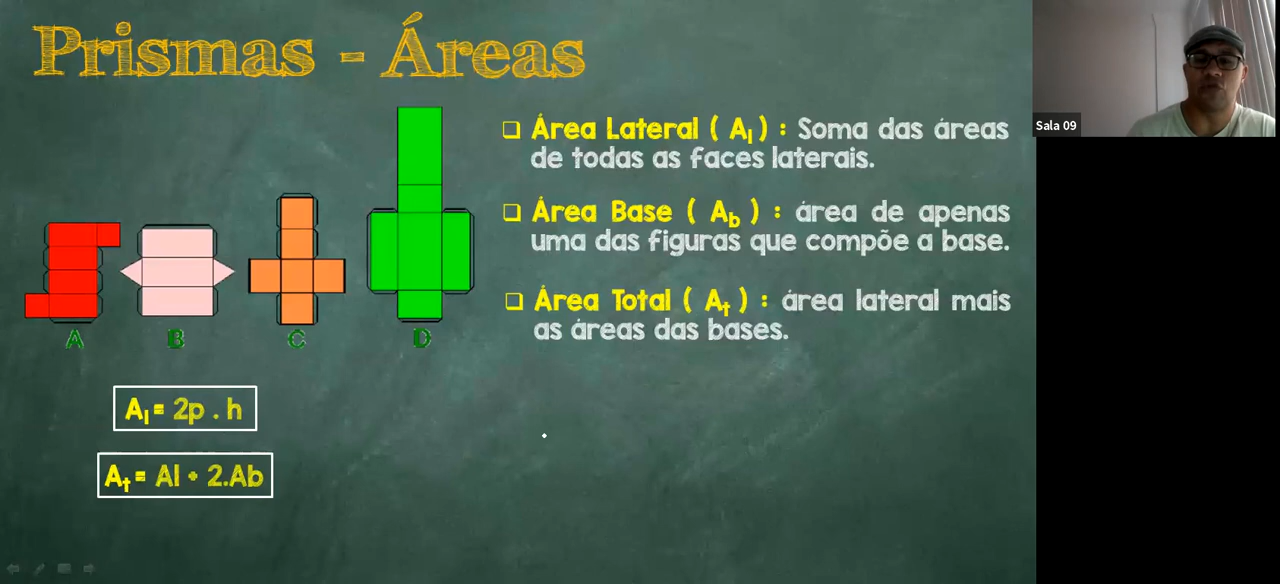 Prismas - Áreas
❑ Área Lateral ( Aₗ ) : Soma das áreas
de todas as faces laterais.
❑ Área Base ( A_b ) : área de apenas
uma das figuras que compõe a base.
❑ Área Total ( Aₜ ) : área lateral mais
as áreas das bases.
A B C D
Aₗ = 2p . h
Aₜ = Al + 2.Ab
Sala 09